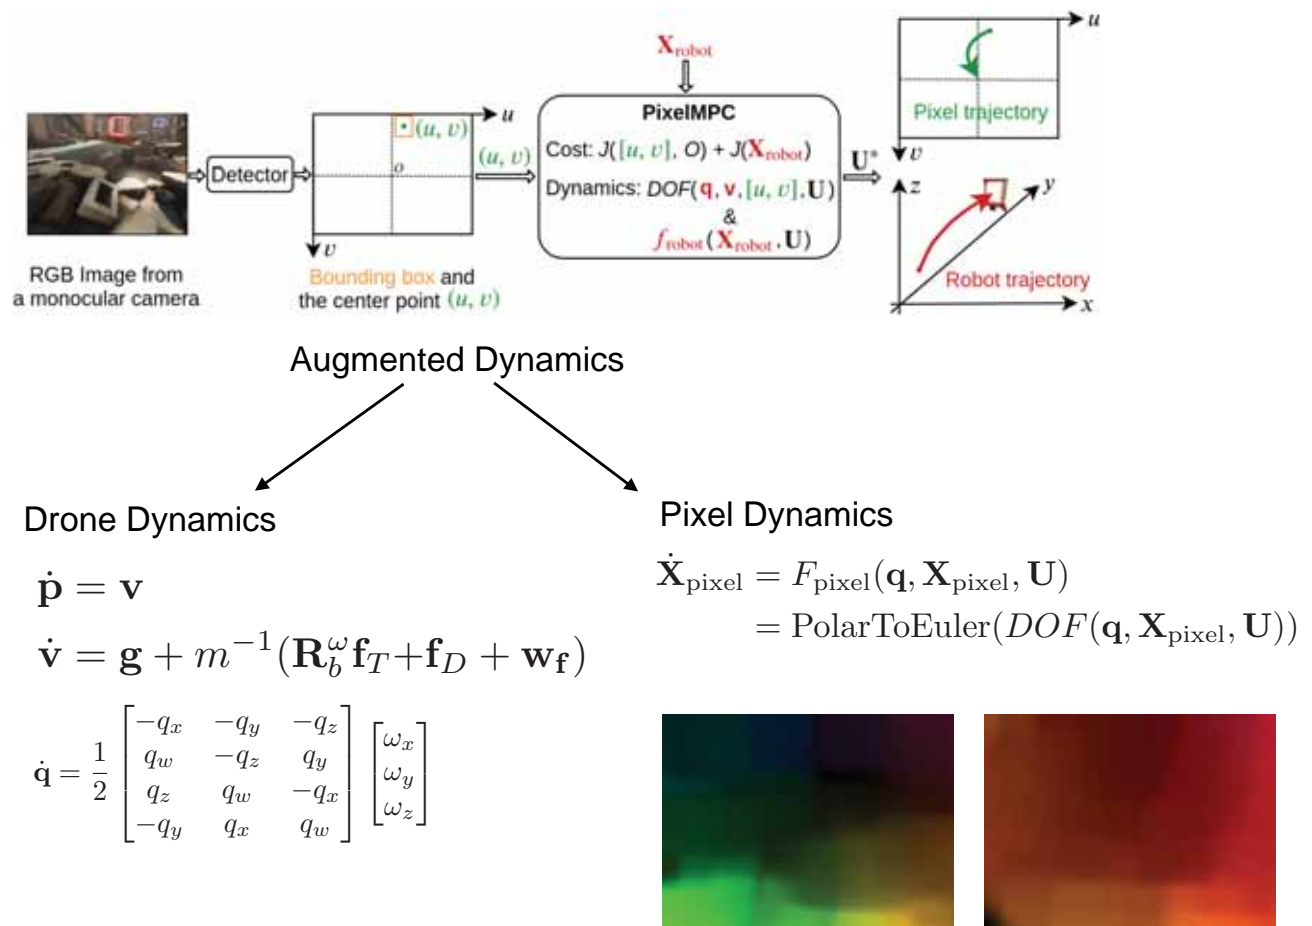 RGB Image from
a monocular camera
Detector
u
(u, v)
o
v
Bounding box and
the center point (u, v)
(u, v)
X_robot
PixelMPC
Cost: J([u, v], O) + J(X_robot)
Dynamics: DOF(q, v, [u, v], U)
&
f_robot(X_robot, U)
U*
u
Pixel trajectory
v
z
y
Robot trajectory
x
Augmented Dynamics
Drone Dynamics
ṗ = v
v̇ = g + m⁻¹(R_b^ω f_T + f_D + w_f)
q̇ = 1/2 [−q_x −q_y −q_z
q_w −q_z q_y
q_z q_w −q_x
−q_y q_x q_w] [ω_x
ω_y
ω_z]
Pixel Dynamics
Ẋ_pixel = F_pixel(q, X_pixel, U)
= PolarToEuler(DOF(q, X_pixel, U))